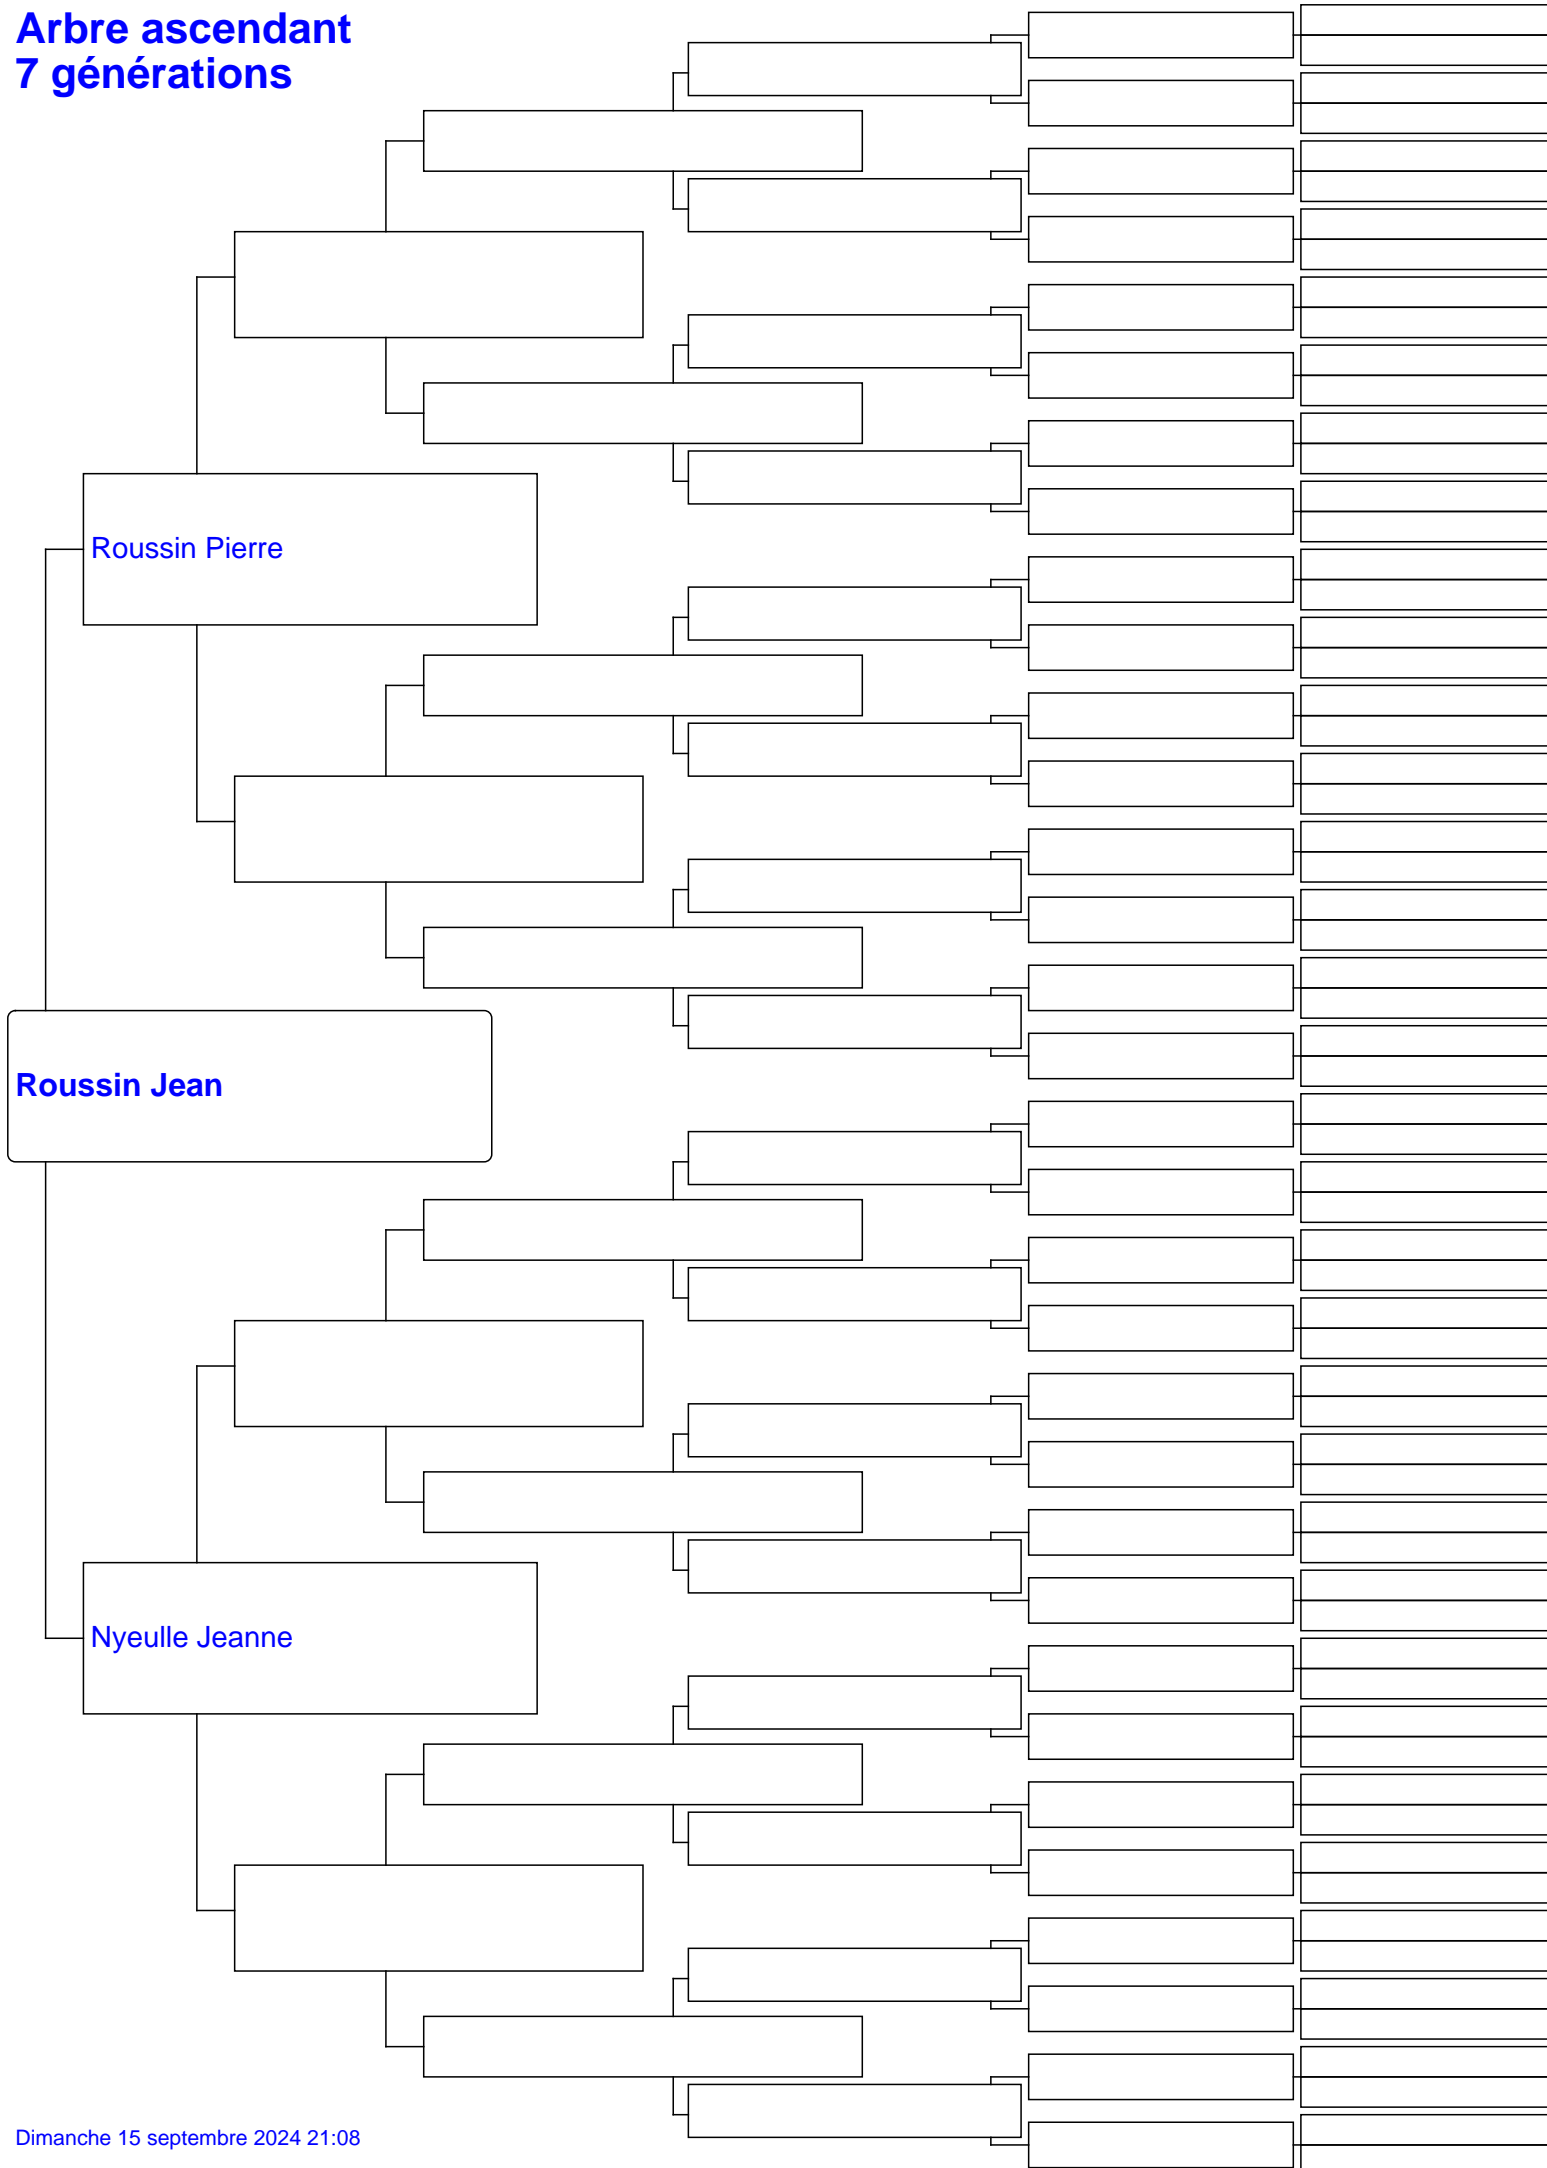 Arbre ascendant
7 générations
Roussin Pierre
Roussin Jean
Nyeulle Jeanne
Dimanche 15 septembre 2024 21:08